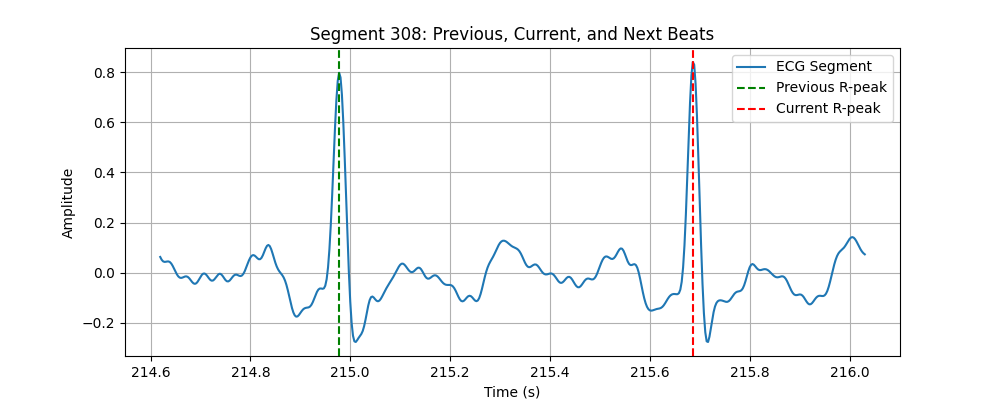 Segment 308: Previous, Current, and Next Beats
ECG Segment
Previous R-peak
Current R-peak
Amplitude
0.8
0.6
0.4
0.2
0.0
−0.2
214.6 214.8 215.0 215.2 215.4 215.6 215.8 216.0
Time (s)